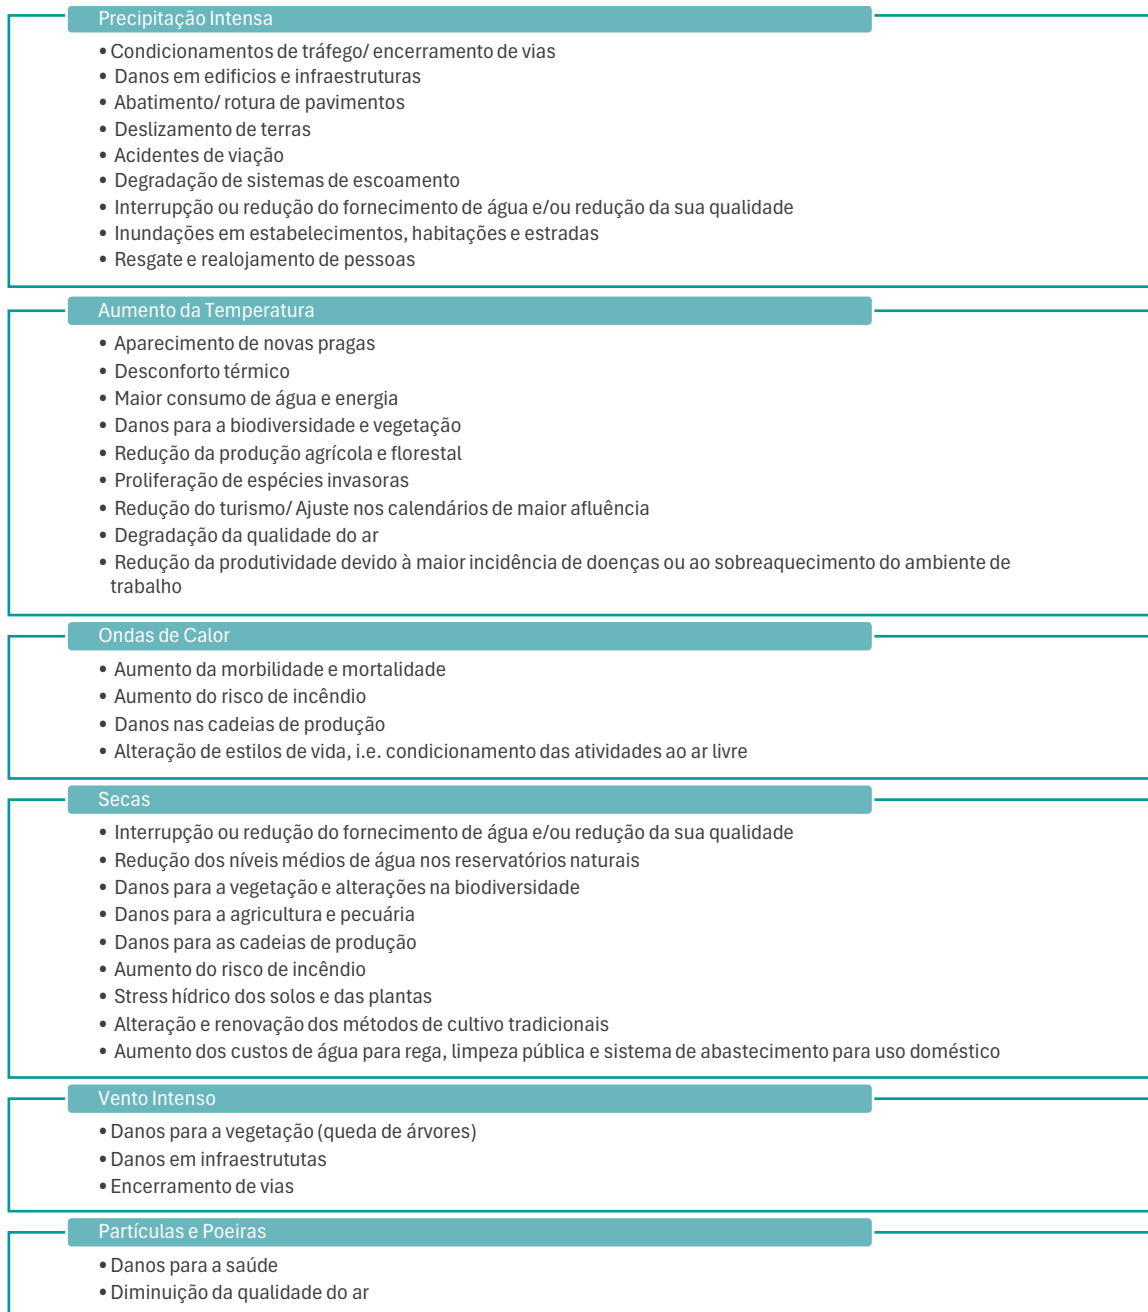 Precipitação Intensa
• Condicionamentos de tráfego/ encerramento de vias
• Danos em edificios e infraestruturas
• Abatimento/ rotura de pavimentos
• Deslizamento de terras
• Acidentes de viação
• Degradação de sistemas de escoamento
• Interrupção ou redução do fornecimento de água e/ou redução da sua qualidade
• Inundações em estabelecimentos, habitações e estradas
• Resgate e realojamento de pessoas
Aumento da Temperatura
• Aparecimento de novas pragas
• Desconforto térmico
• Maior consumo de água e energia
• Danos para a biodiversidade e vegetação
• Redução da produção agrícola e florestal
• Proliferação de espécies invasoras
• Redução do turismo/ Ajuste nos calendários de maior afluência
• Degradação da qualidade do ar
• Redução da produtividade devido à maior incidência de doenças ou ao sobreaquecimento do ambiente de
trabalho
Ondas de Calor
• Aumento da morbilidade e mortalidade
• Aumento do risco de incêndio
• Danos nas cadeias de produção
• Alteração de estilos de vida, i.e. condicionamento das atividades ao ar livre
Secas
• Interrupção ou redução do fornecimento de água e/ou redução da sua qualidade
• Redução dos níveis médios de água nos reservatórios naturais
• Danos para a vegetação e alterações na biodiversidade
• Danos para a agricultura e pecuária
• Danos para as cadeias de produção
• Aumento do risco de incêndio
• Stress hídrico dos solos e das plantas
• Alteração e renovação dos métodos de cultivo tradicionais
• Aumento dos custos de água para rega, limpeza pública e sistema de abastecimento para uso doméstico
Vento Intenso
• Danos para a vegetação (queda de árvores)
• Danos em infraestrututas
• Encerramento de vias
Partículas e Poeiras
• Danos para a saúde
• Diminuição da qualidade do ar